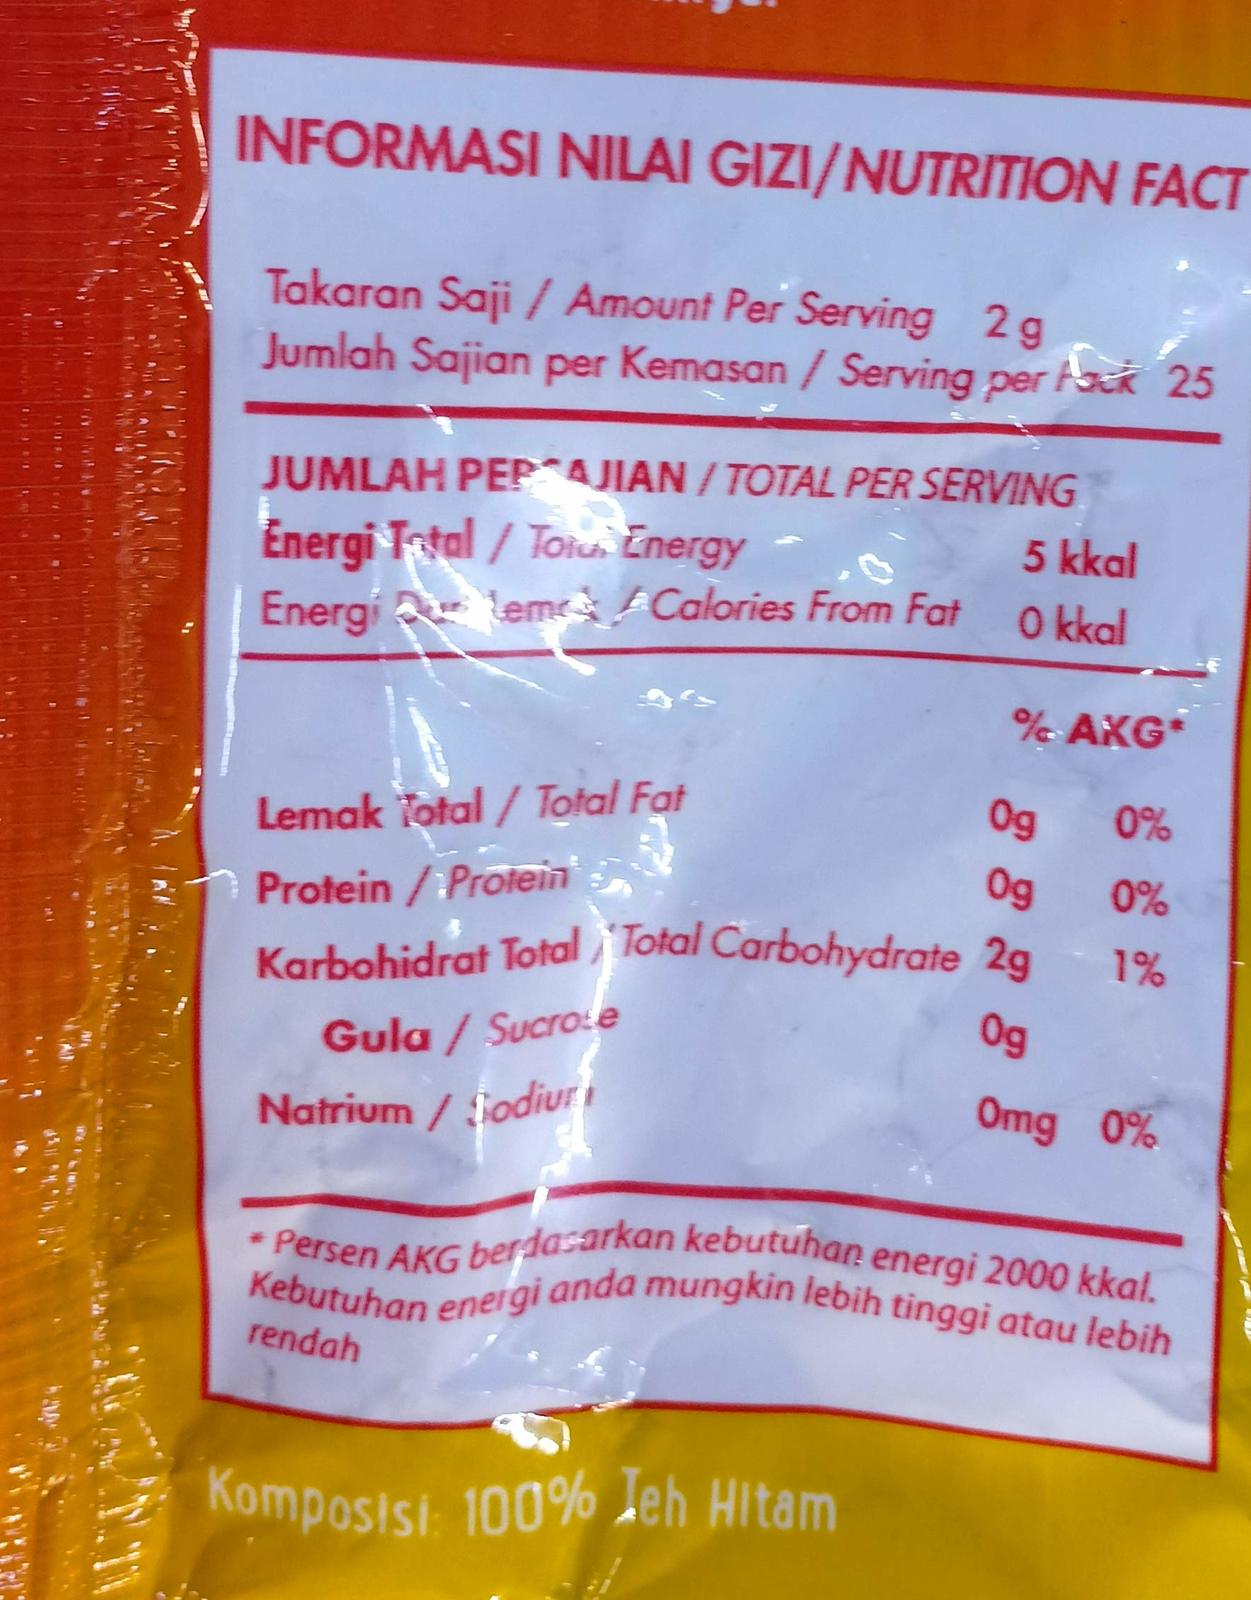 INFORMASI NILAI GIZI/NUTRITION FACT
Takaran Saji / Amount Per Serving 2 g
Jumlah Sajian per Kemasan / Serving per Pack 25
JUMLAH PERSAJIAN / TOTAL PER SERVING
Energi Total / Total Energy 5 kkal
Energi Dari Lemak / Calories From Fat 0 kkal
% AKG*
Lemak Total / Total Fat 0g 0%
Protein / Protein 0g 0%
Karbohidrat Total / Total Carbohydrate 2g 1%
Gula / Sucrose 0g
Natrium / Sodium 0mg 0%
* Persen AKG berdasarkan kebutuhan energi 2000 kkal.
Kebutuhan energi anda mungkin lebih tinggi atau lebih
rendah
Komposisi: 100% Teh Hitam